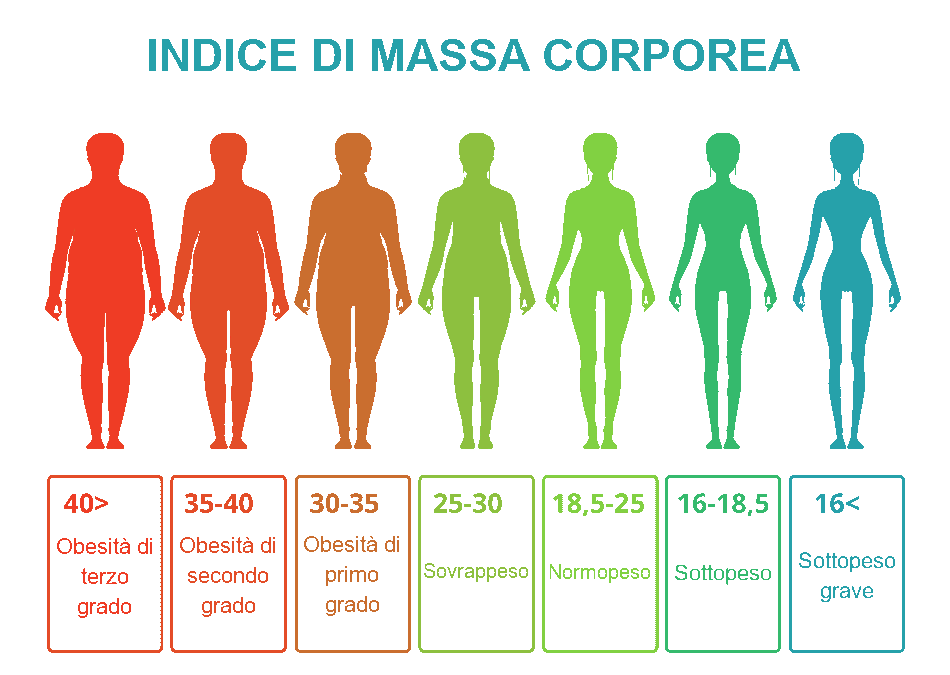 INDICE DI MASSA CORPOREA
40>
Obesità di
terzo
grado
35-40
Obesità di
secondo
grado
30-35
Obesità di
primo
grado
25-30
Sovrappeso
18,5-25
Normopeso
16-18,5
Sottopeso
16<
Sottopeso
grave